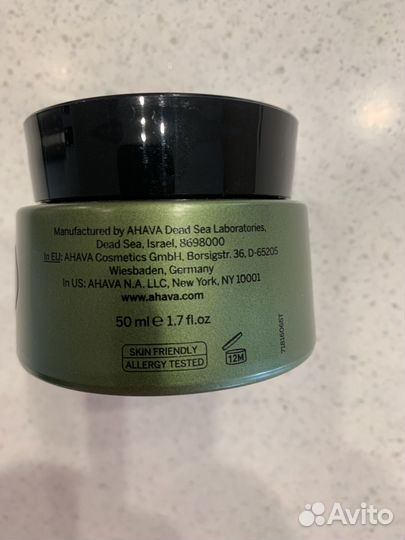 Manufactured by AHAVA Dead Sea Laboratories,
Dead Sea, Israel, 8698000
In EU: AHAVA Cosmetics GmbH, Borsigstr. 36, D-65205
Wiesbaden, Germany
In US: AHAVA N.A. LLC, New York, NY 10001
www.ahava.com
50 ml e 1.7 fl.oz
SKIN FRIENDLY
ALLERGY TESTED
12M
71816065T
Avito